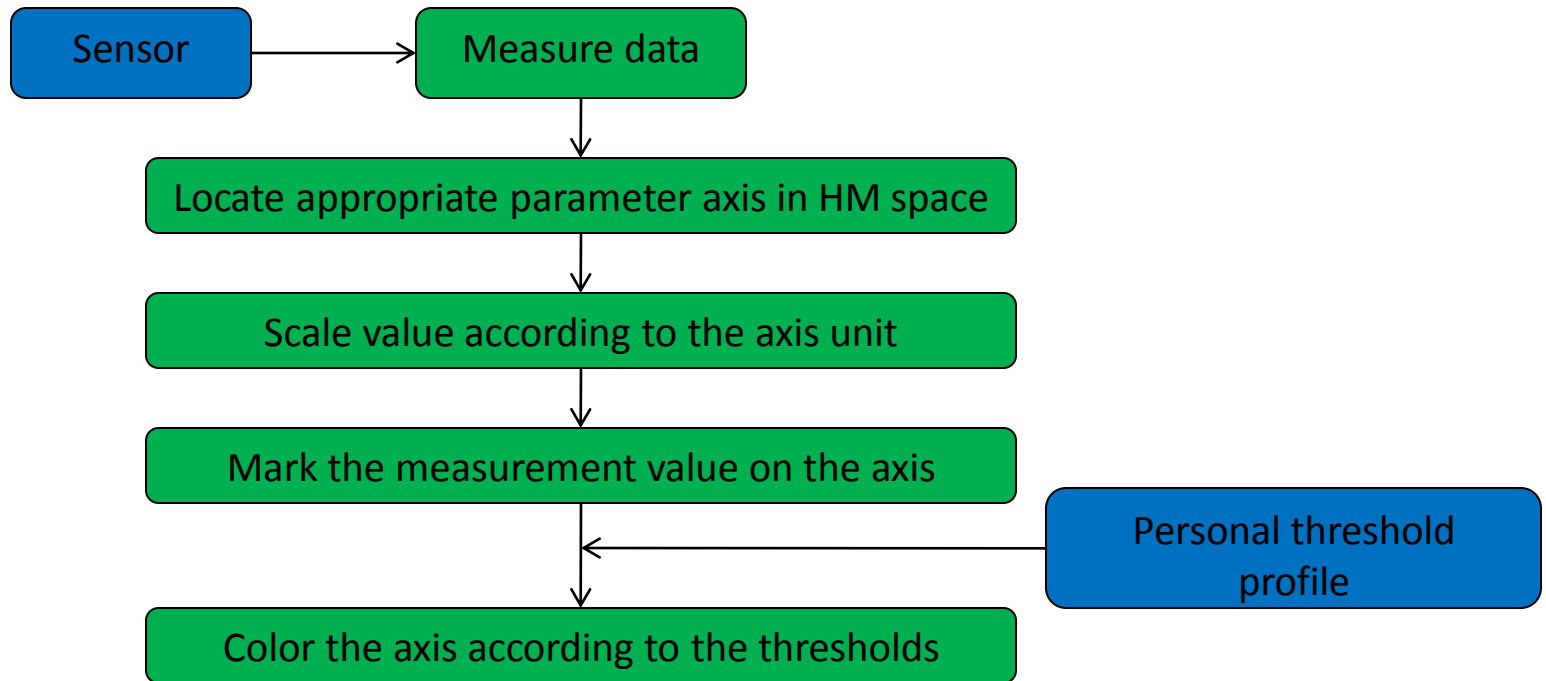 Sensor
Measure data
Locate appropriate parameter axis in HM space
Scale value according to the axis unit
Mark the measurement value on the axis
Personal threshold
profile
Color the axis according to the thresholds